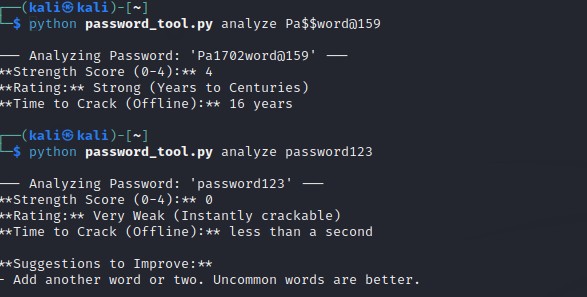 ┌──(kali㉿kali)-[~]
└─$ python password_tool.py analyze Pa$$word@159
─── Analyzing Password: 'Pa1702word@159' ───
**Strength Score (0-4):** 4
**Rating:** Strong (Years to Centuries)
**Time to Crack (Offline):** 16 years
┌──(kali㉿kali)-[~]
└─$ python password_tool.py analyze password123
─── Analyzing Password: 'password123' ───
**Strength Score (0-4):** 0
**Rating:** Very Weak (Instantly crackable)
**Time to Crack (Offline):** less than a second
**Suggestions to Improve:**
- Add another word or two. Uncommon words are better.